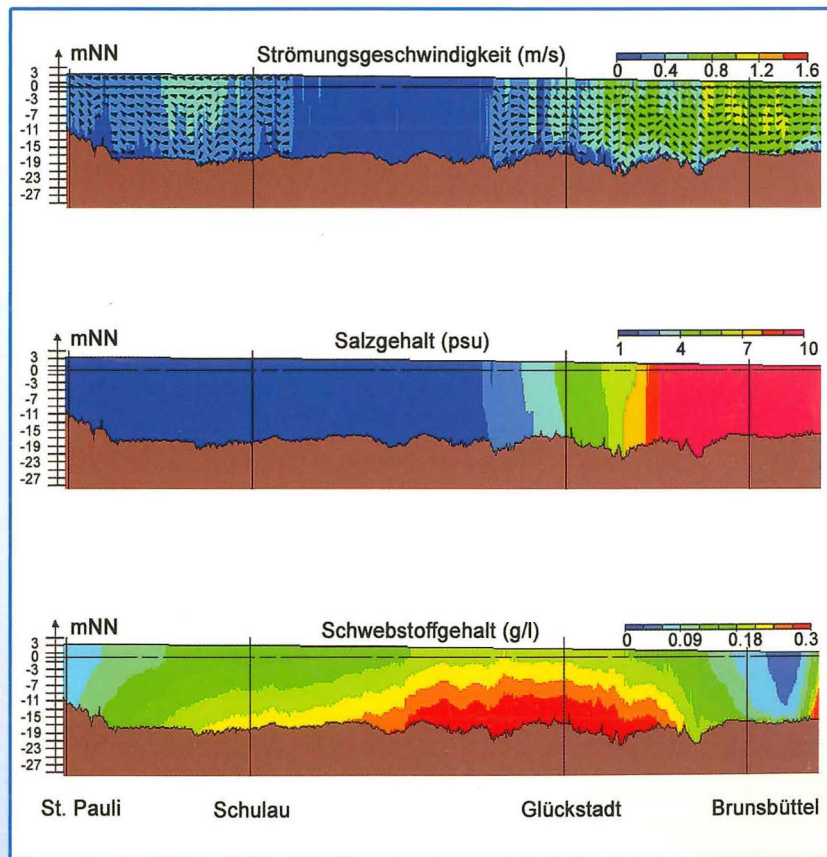 mNN
Strömungsgeschwindigkeit (m/s)
0 0.4 0.8 1.2 1.6
3
0
-3
-7
-11
-15
-19
-23
-27
mNN
Salzgehalt (psu)
1 4 7 10
3
0
-3
-7
-11
-15
-19
-23
-27
mNN
Schwebstoffgehalt (g/l)
0 0.09 0.18 0.3
3
0
-3
-7
-11
-15
-19
-23
-27
St. Pauli Schulau Glückstadt Brunsbüttel